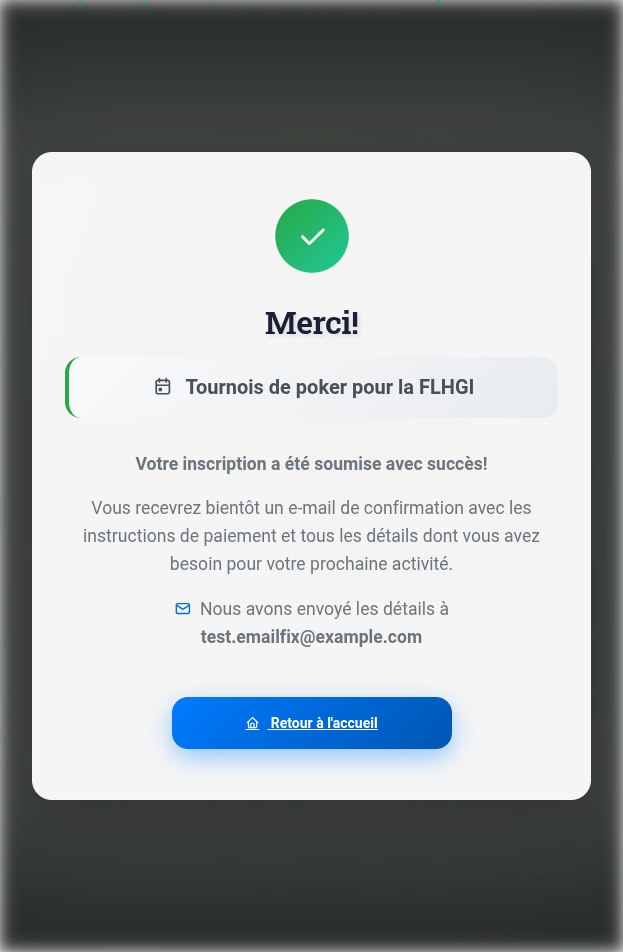 Merci!
Tournois de poker pour la FLHGI
Votre inscription a été soumise avec succès!
Vous recevrez bientôt un e-mail de confirmation avec les
instructions de paiement et tous les détails dont vous avez
besoin pour votre prochaine activité.
Nous avons envoyé les détails à
test.emailfix@example.com
Retour à l'accueil